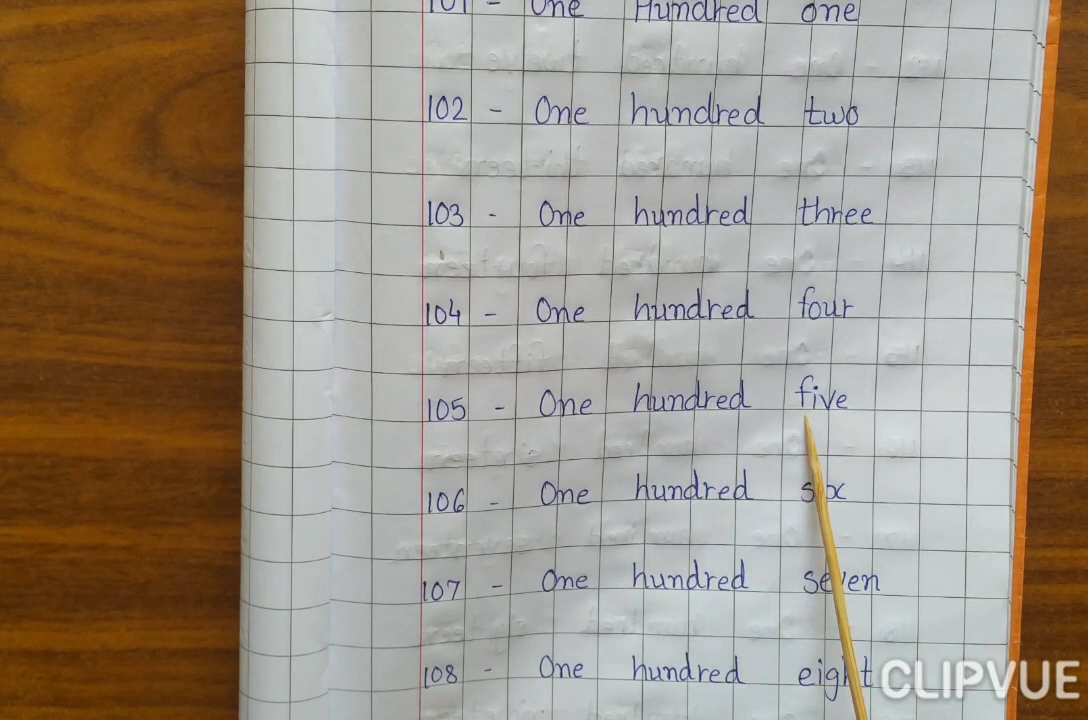 101 - One Hundred one
102 - One hundred two
103 - One hundred three
104 - One hundred four
105 - One hundred five
106 - One hundred six
107 - One hundred seven
108 - One hundred eight
CLIPVUE